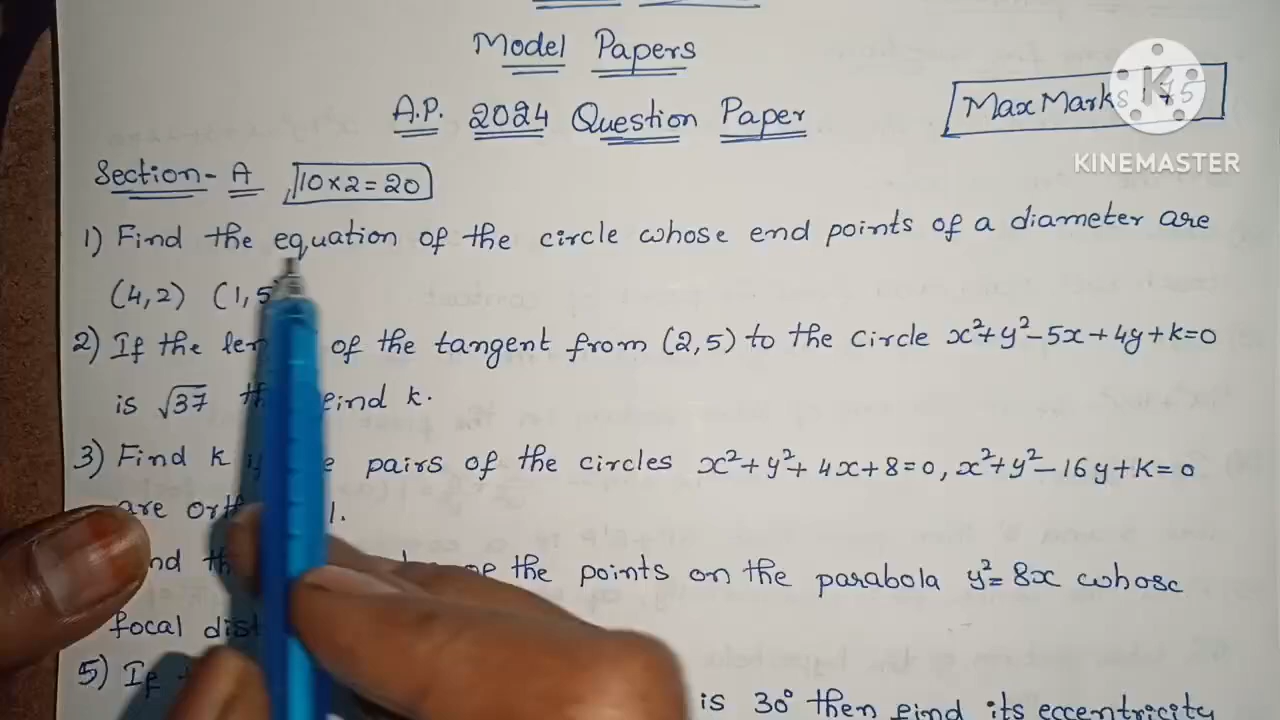 Model Papers
A.P. 2024 Question Paper
Max Marks: 75
KINEMASTER
Section-A 10×2=20
1) Find the equation of the circle whose end points of a diameter are
(4,2) (1,5
2) If the of the tangent from (2,5) to the circle x²+y²-5x+4y+k=0
is √37 find k.
3) Find k pairs of the circles x²+y²+4x+8=0, x²+y²-16y+k=0
are
the points on the parabola y²=8x whose
focal
5) If is 30° then find its eccentricity